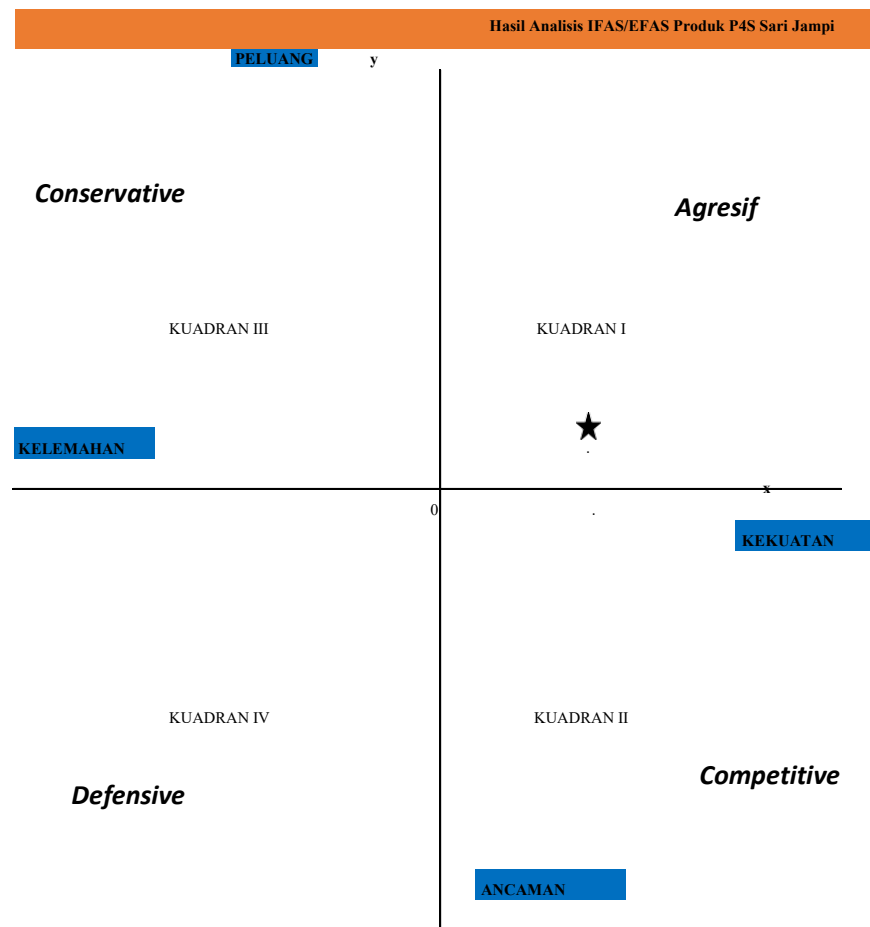 Hasil Analisis IFAS/EFAS Produk P4S Sari Jampi
PELUANG
y
Conservative
Agresif
KUADRAN III
KUADRAN I
.
KELEMAHAN
x
0
.
KEKUATAN
KUADRAN IV
KUADRAN II
Competitive
Defensive
ANCAMAN